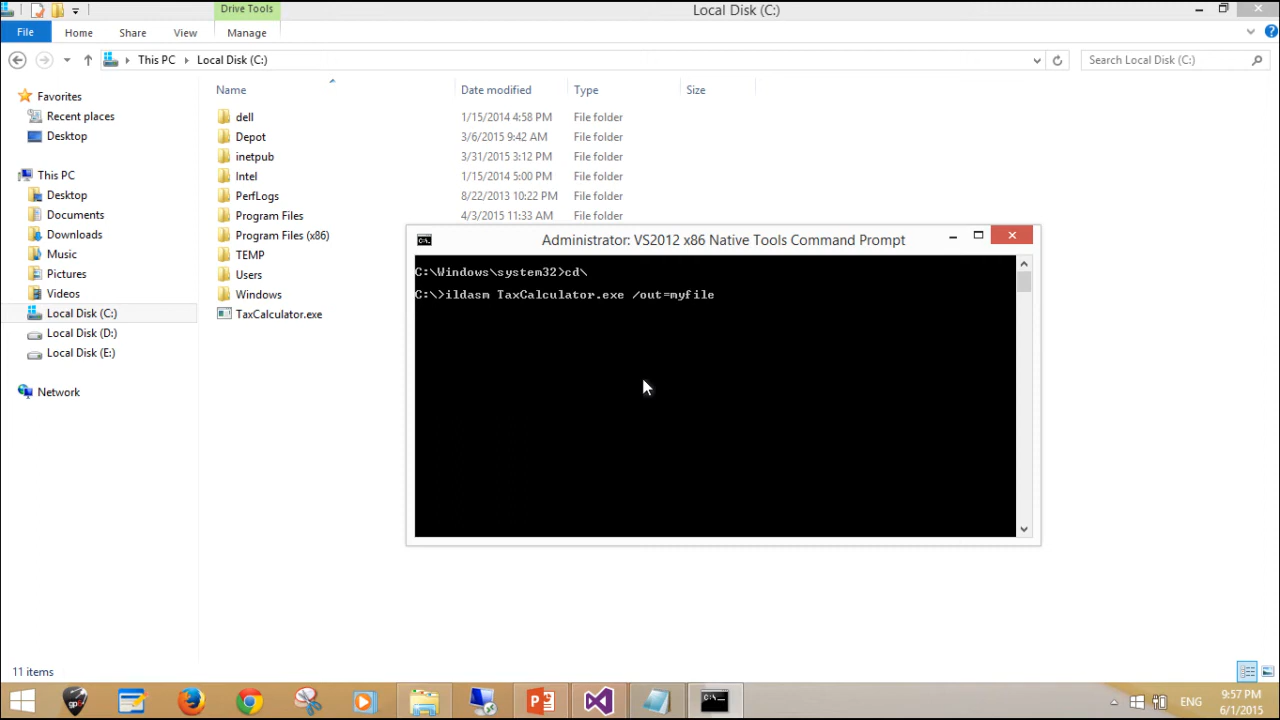 Drive Tools
Local Disk (C:)
File
Home
Share
View
Manage
This PC
Local Disk (C:)
Search Local Disk (C:)
Favorites
Recent places
Desktop
This PC
Desktop
Documents
Downloads
Music
Pictures
Videos
Local Disk (C:)
Local Disk (D:)
Local Disk (E:)
Network
Name Date modified Type Size
dell 1/15/2014 4:58 PM File folder
Depot 3/6/2015 9:42 AM File folder
inetpub 3/31/2015 3:12 PM File folder
Intel 1/15/2014 5:00 PM File folder
PerfLogs 8/22/2013 10:22 PM File folder
Program Files 4/3/2015 11:33 AM File folder
Program Files (x86)
TEMP
Users
Windows
TaxCalculator.exe
Administrator: VS2012 x86 Native Tools Command Prompt
C:\Windows\system32>cd\
C:\>ildasm TaxCalculator.exe /out=myfile
11 items
ENG
9:57 PM
6/1/2015